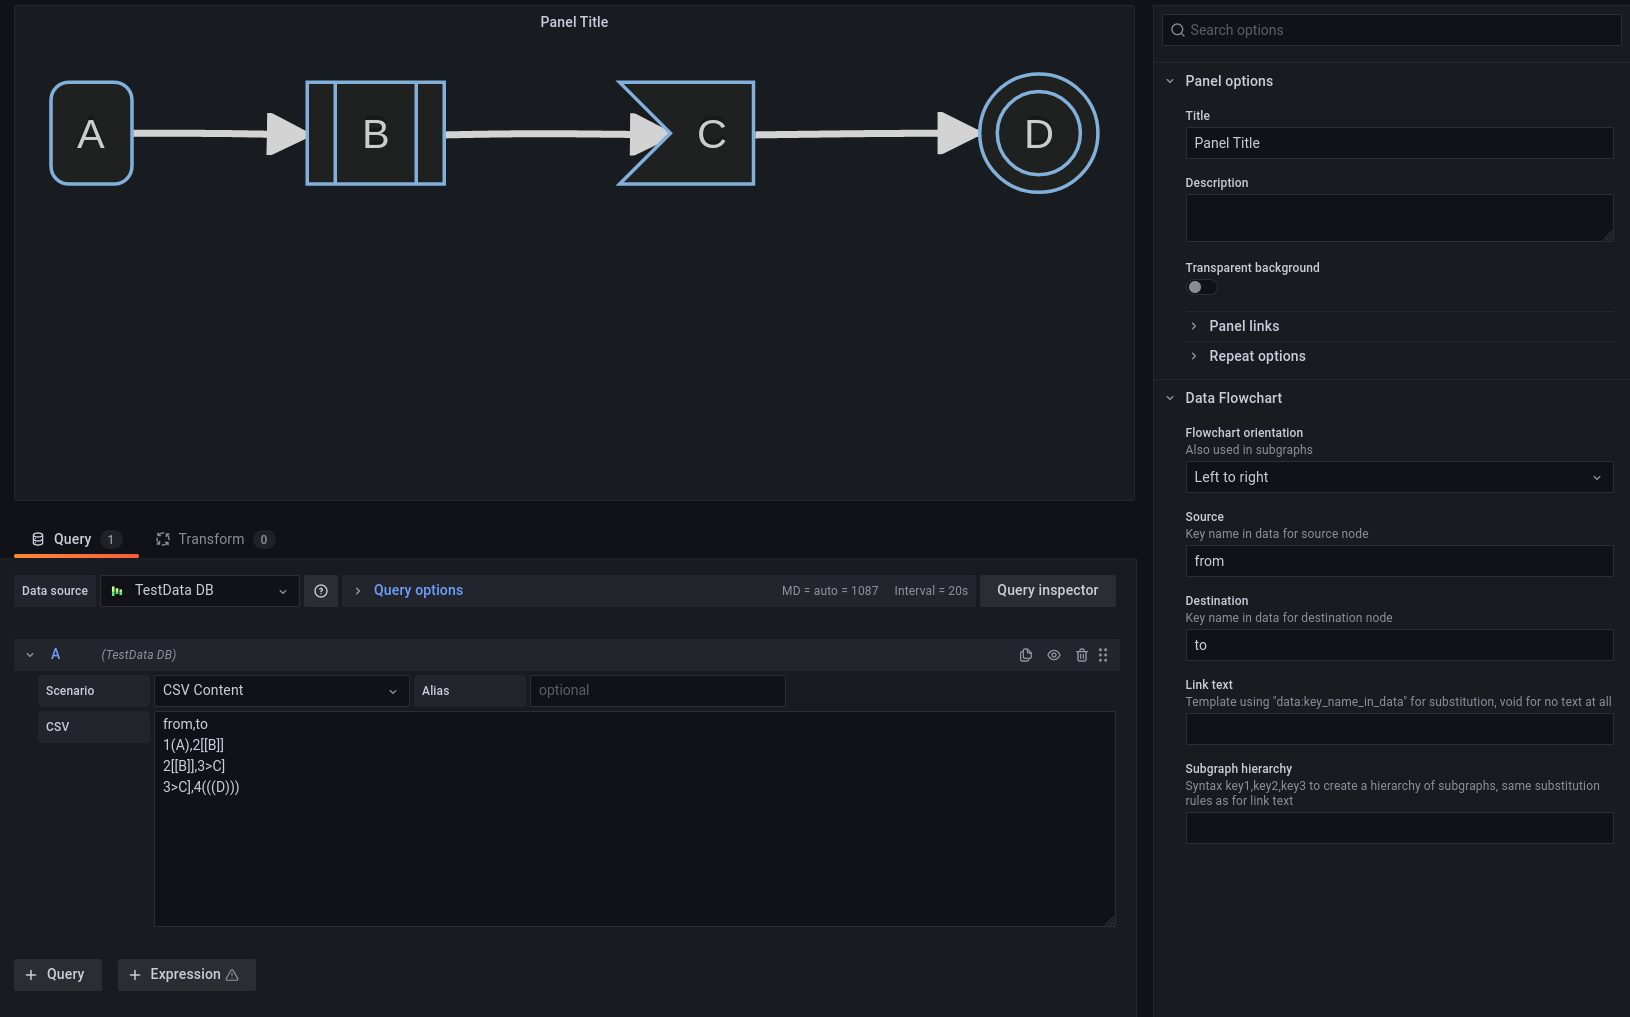 Panel Title
A
B
C
D
Query 1
Transform 0
Data source
TestData DB
Query options
MD = auto = 1087
Interval = 20s
Query inspector
A
(TestData DB)
Scenario
CSV Content
Alias
optional
CSV
from,to
1(A),2[[B]]
2[[B]],3>C]
3>C],4(((D)))
+ Query
+ Expression
Search options
Panel options
Title
Panel Title
Description
Transparent background
Panel links
Repeat options
Data Flowchart
Flowchart orientation
Also used in subgraphs
Left to right
Source
Key name in data for source node
from
Destination
Key name in data for destination node
to
Link text
Template using "data:key_name_in_data" for substitution, void for no text at all
Subgraph hierarchy
Syntax key1,key2,key3 to create a hierarchy of subgraphs, same substitution
rules as for link text